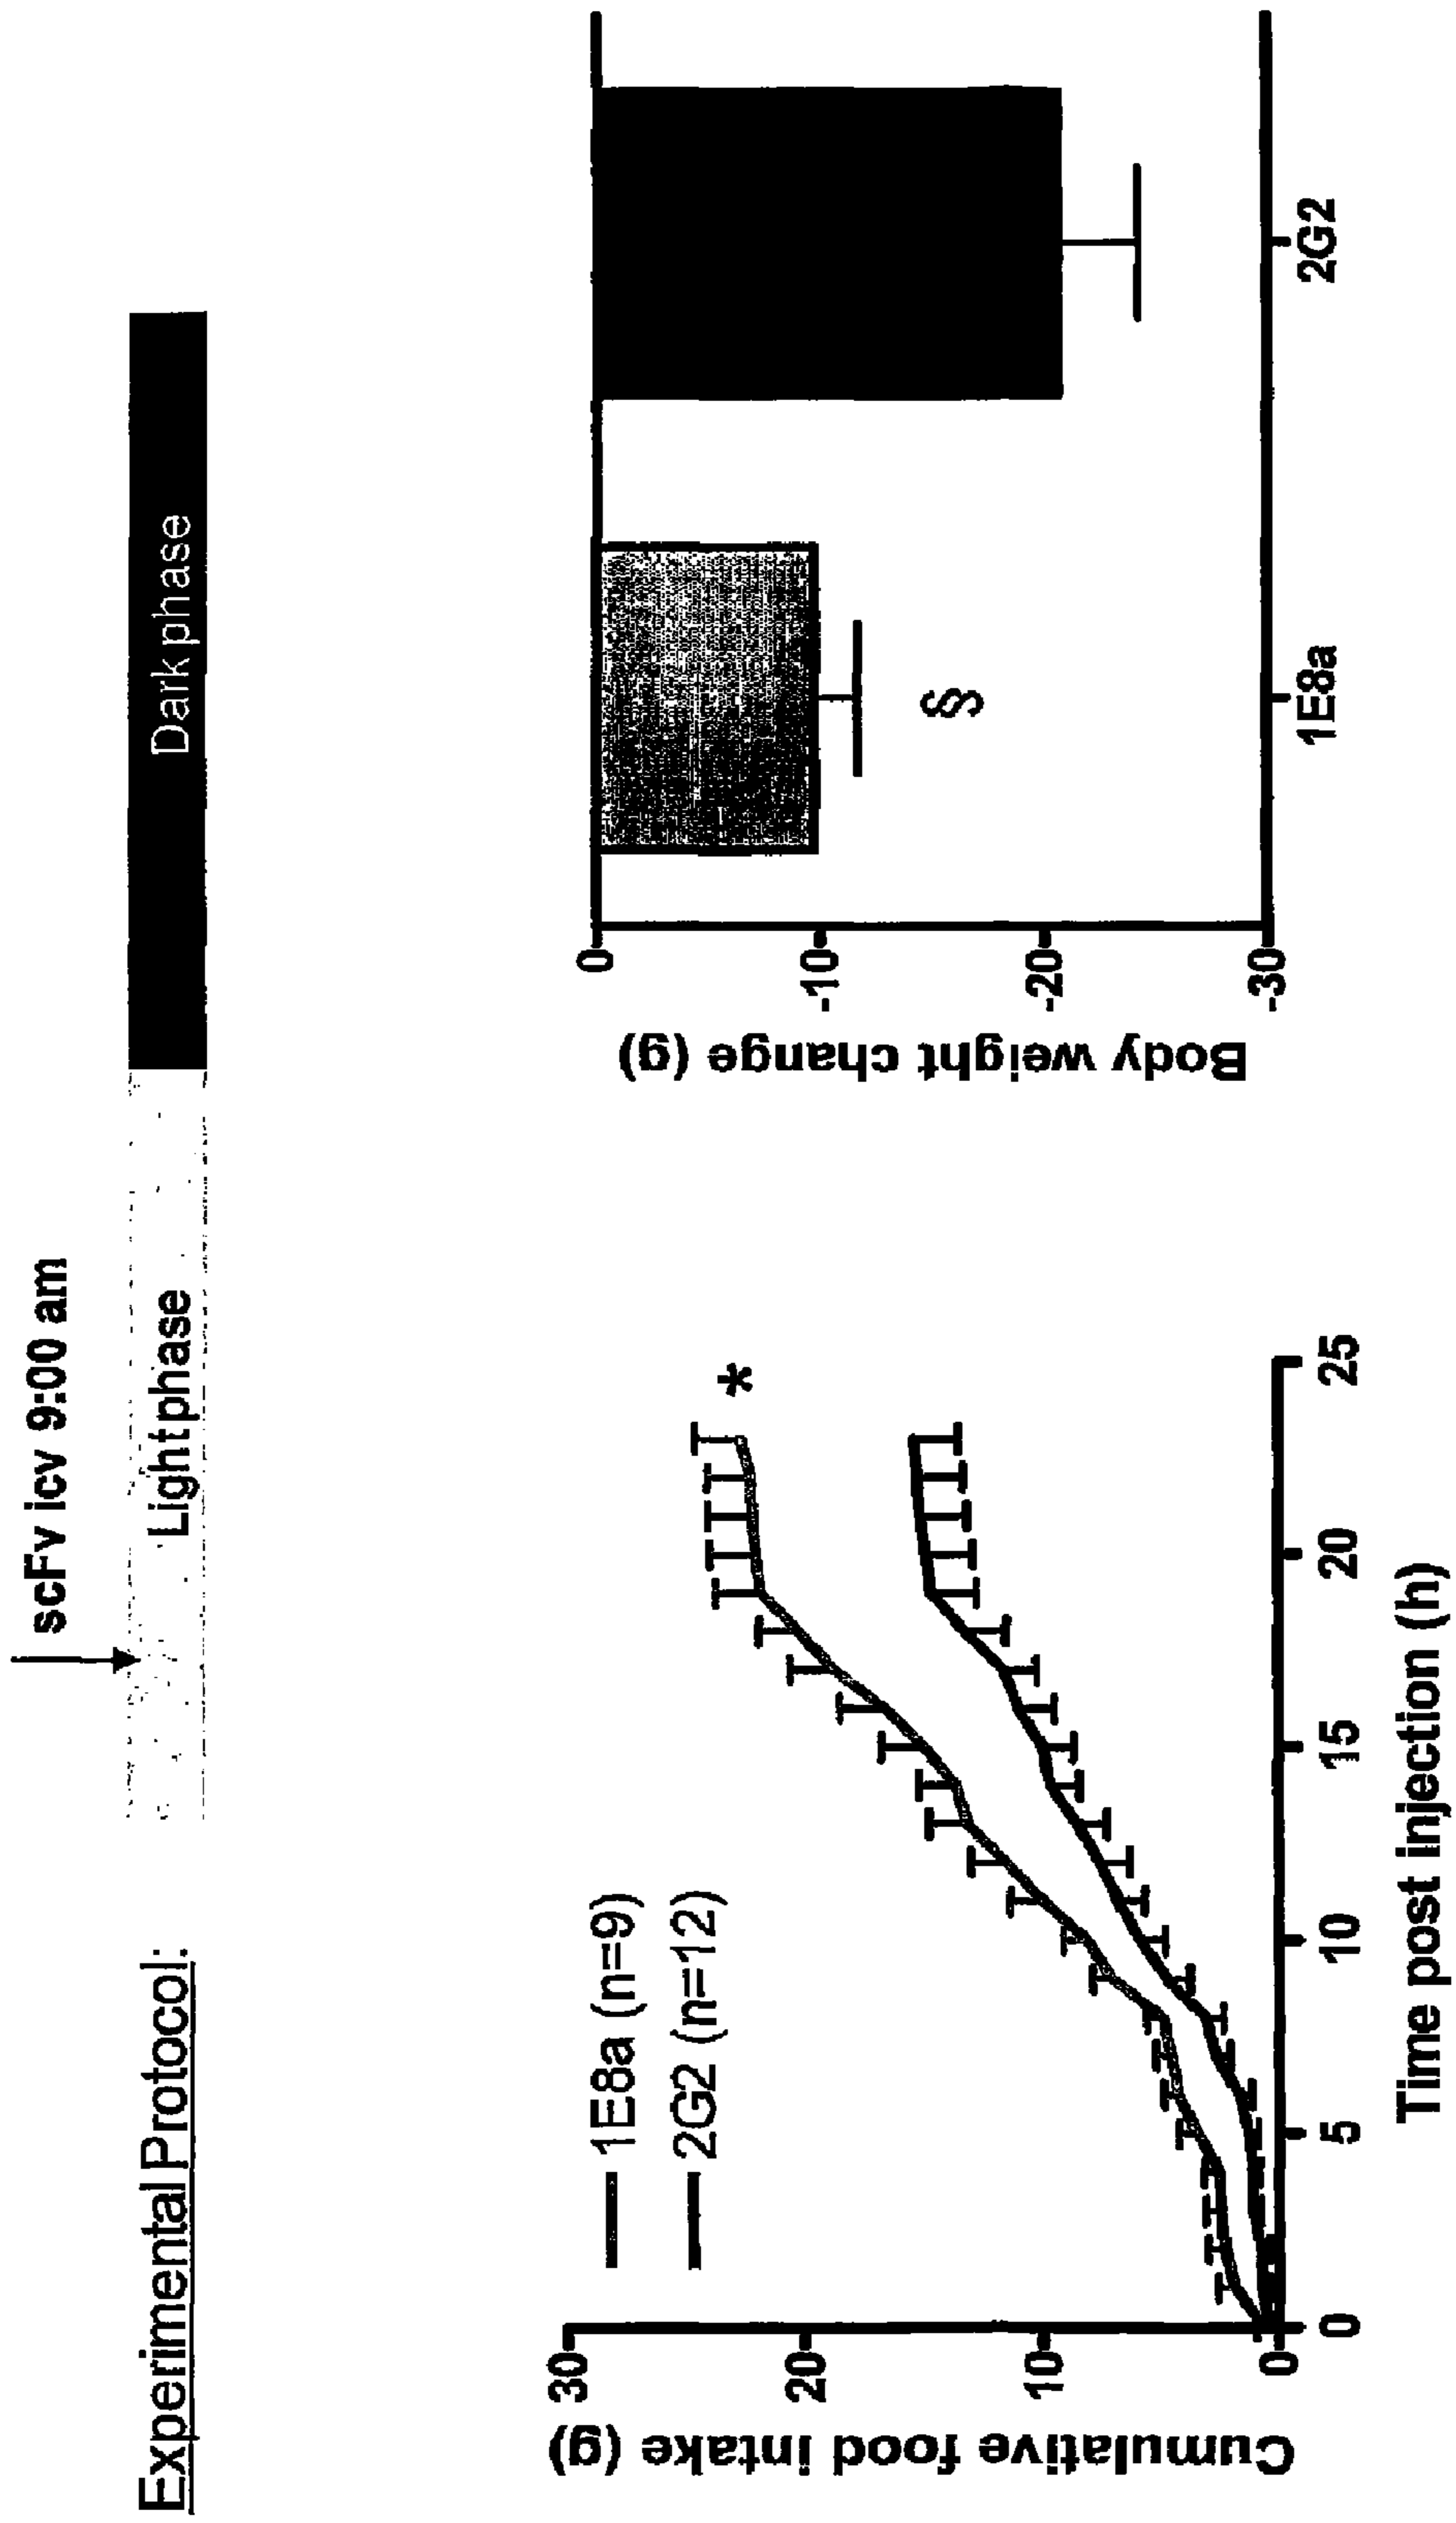 Experimental Protocol:
scFv icv 9:00 am
Light phase
Dark phase
1E8a (n=9)
2G2 (n=12)
Cumulative food intake (g)
30
20
10
0
*
0
5
10
15
20
25
Time post injection (h)
Body weight change (g)
0
-10
-20
-30
§
1E8a
2G2